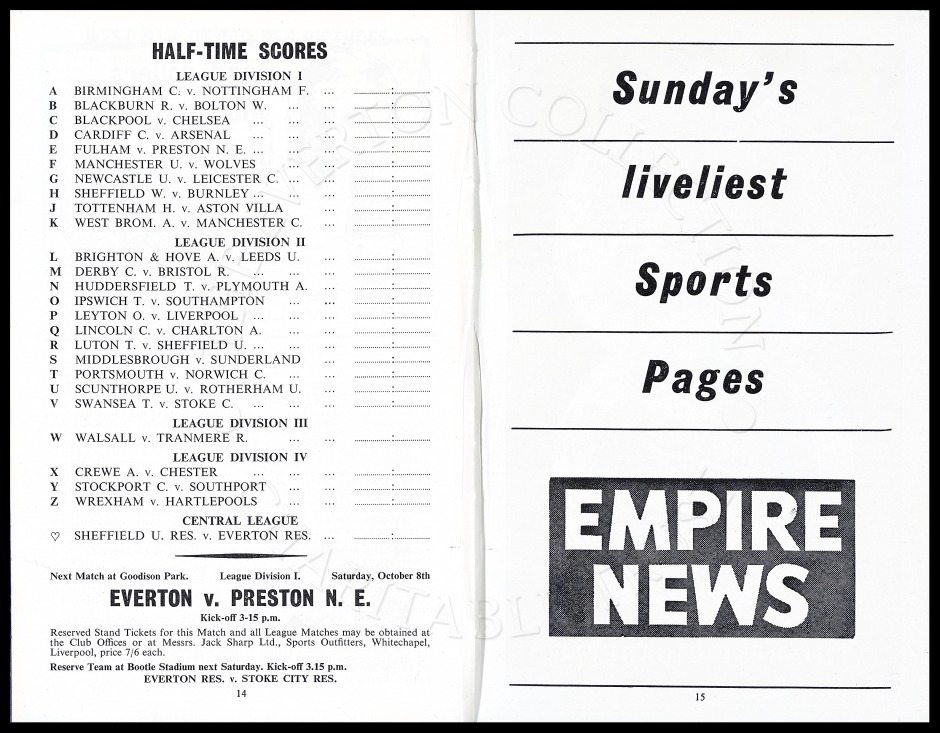 HALF-TIME SCORES
LEAGUE DIVISION I
A BIRMINGHAM C. v. NOTTINGHAM F. ... ..........:..........
B BLACKBURN R. v. BOLTON W. ... ... ..........:..........
C BLACKPOOL v. CHELSEA ... ... ... ..........:..........
D CARDIFF C. v. ARSENAL ... ... ... ..........:..........
E FULHAM v. PRESTON N. E. ... ... ... ..........:..........
F MANCHESTER U. v. WOLVES ... ... ..........:..........
G NEWCASTLE U. v. LEICESTER C. ... ... ..........:..........
H SHEFFIELD W. v. BURNLEY ... ... ... ..........:..........
J TOTTENHAM H. v. ASTON VILLA ... ..........:..........
K WEST BROM. A. v. MANCHESTER C. ... ..........:..........
LEAGUE DIVISION II
L BRIGHTON & HOVE A. v. LEEDS U. ... ..........:..........
M DERBY C. v. BRISTOL R. ... ... ... ..........:..........
N HUDDERSFIELD T. v. PLYMOUTH A. ... ..........:..........
O IPSWICH T. v. SOUTHAMPTON ... ... ..........:..........
P LEYTON O. v. LIVERPOOL ... ... ... ..........:..........
Q LINCOLN C. v. CHARLTON A. ... ... ..........:..........
R LUTON T. v. SHEFFIELD U. ... ... ... ..........:..........
S MIDDLESBROUGH v. SUNDERLAND ... ..........:..........
T PORTSMOUTH v. NORWICH C. ... ... ..........:..........
U SCUNTHORPE U. v. ROTHERHAM U. ... ..........:..........
V SWANSEA T. v. STOKE C. ... ... ... ..........:..........
LEAGUE DIVISION III
W WALSALL v. TRANMERE R. ... ... ..........:..........
LEAGUE DIVISION IV
X CREWE A. v. CHESTER ... ... ... ..........:..........
Y STOCKPORT C. v. SOUTHPORT ... ... ..........:..........
Z WREXHAM v. HARTLEPOOLS ... ... ..........:..........
CENTRAL LEAGUE
♡ SHEFFIELD U. RES. v. EVERTON RES. ... ..........:..........
Next Match at Goodison Park. League Division I. Saturday, October 8th
EVERTON v. PRESTON N. E.
Kick-off 3-15 p.m.
Reserved Stand Tickets for this Match and all League Matches may be obtained at
the Club Offices or at Messrs. Jack Sharp Ltd., Sports Outfitters, Whitechapel,
Liverpool, price 7/6 each.
Reserve Team at Bootle Stadium next Saturday. Kick-off 3.15 p.m.
EVERTON RES. v. STOKE CITY RES.
14
Sunday's
liveliest
Sports
Pages
EMPIRE
NEWS
15
EVERTON COLLECTION